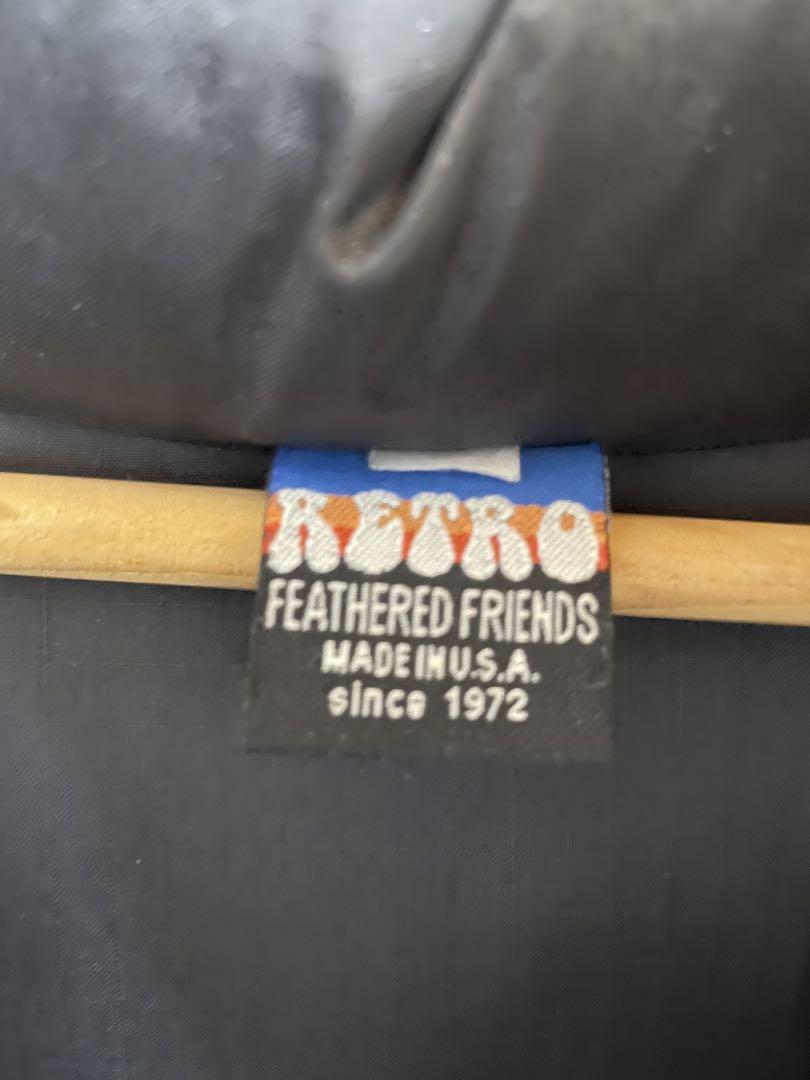 RETRO
FEATHERED FRIENDS
MADE IN U.S.A.
since 1972